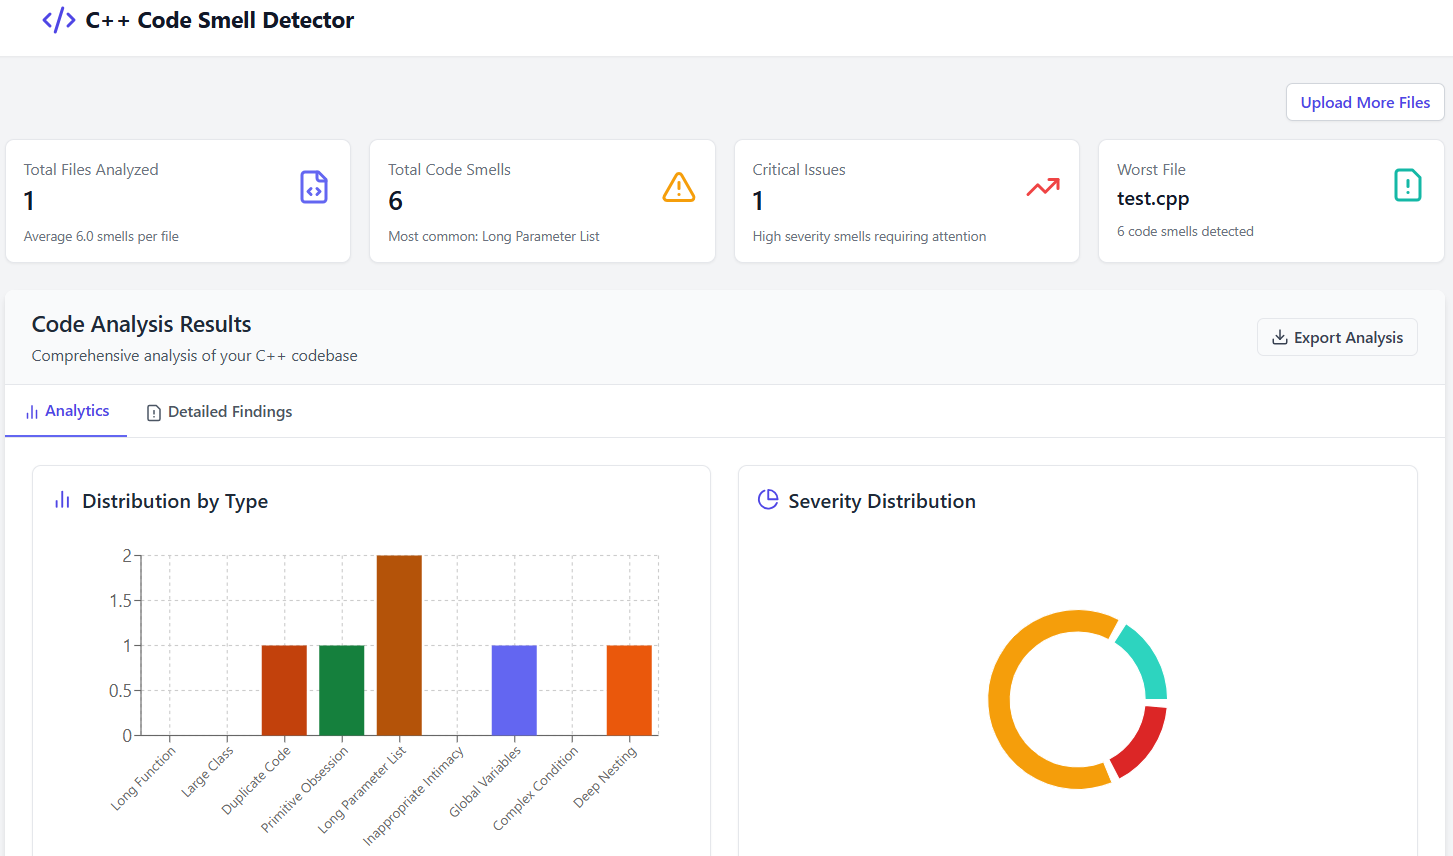 C++ Code Smell Detector
Upload More Files
Total Files Analyzed
1
Average 6.0 smells per file
Total Code Smells
6
Most common: Long Parameter List
Critical Issues
1
High severity smells requiring attention
Worst File
test.cpp
6 code smells detected
Code Analysis Results
Comprehensive analysis of your C++ codebase
Export Analysis
Analytics
Detailed Findings
Distribution by Type
2
1.5
1
0.5
0
Long Function
Large Class
Duplicate Code
Primitive Obsession
Long Parameter List
Inappropriate Intimacy
Global Variables
Complex Condition
Deep Nesting
Severity Distribution